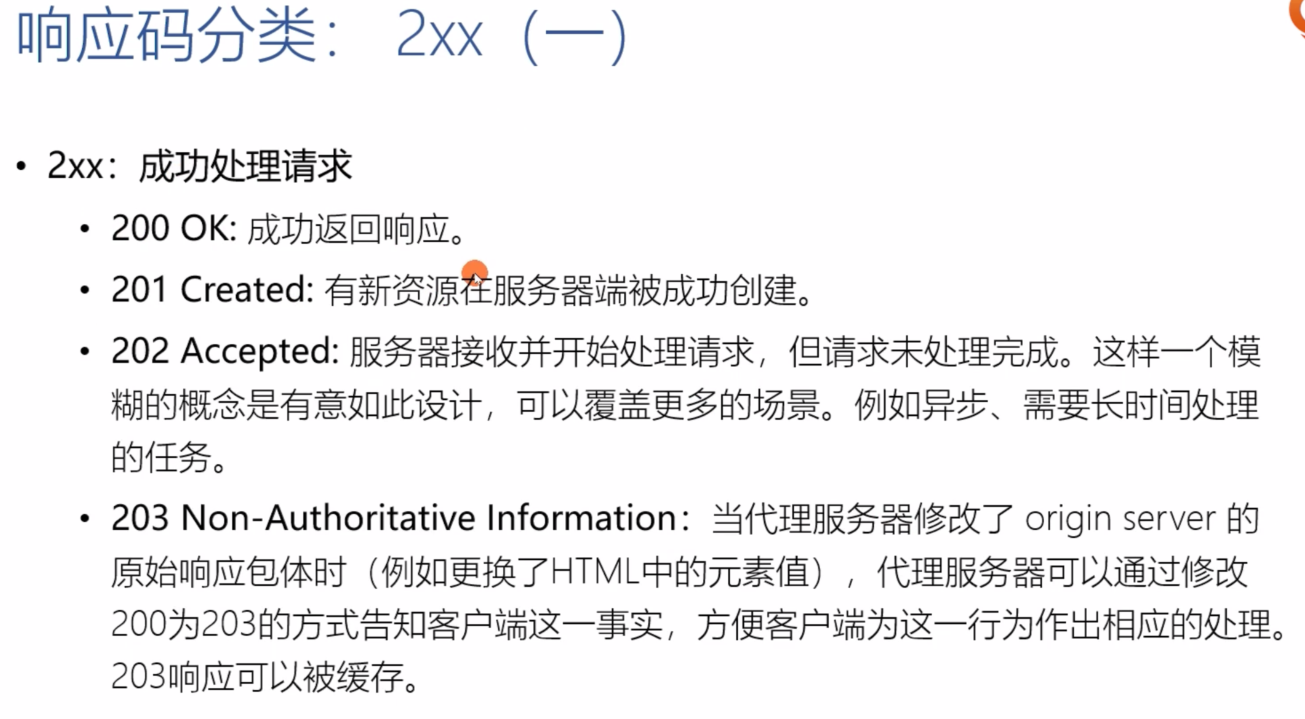 响应码分类： 2xx（一）
• 2xx：成功处理请求
• 200 OK: 成功返回响应。
• 201 Created: 有新资源在服务器端被成功创建。
• 202 Accepted: 服务器接收并开始处理请求，但请求未处理完成。这样一个模
糊的概念是有意如此设计，可以覆盖更多的场景。例如异步、需要长时间处理
的任务。
• 203 Non-Authoritative Information：当代理服务器修改了 origin server 的
原始响应包体时（例如更换了HTML中的元素值），代理服务器可以通过修改
200为203的方式告知客户端这一事实，方便客户端为这一行为作出相应的处理。
203响应可以被缓存。